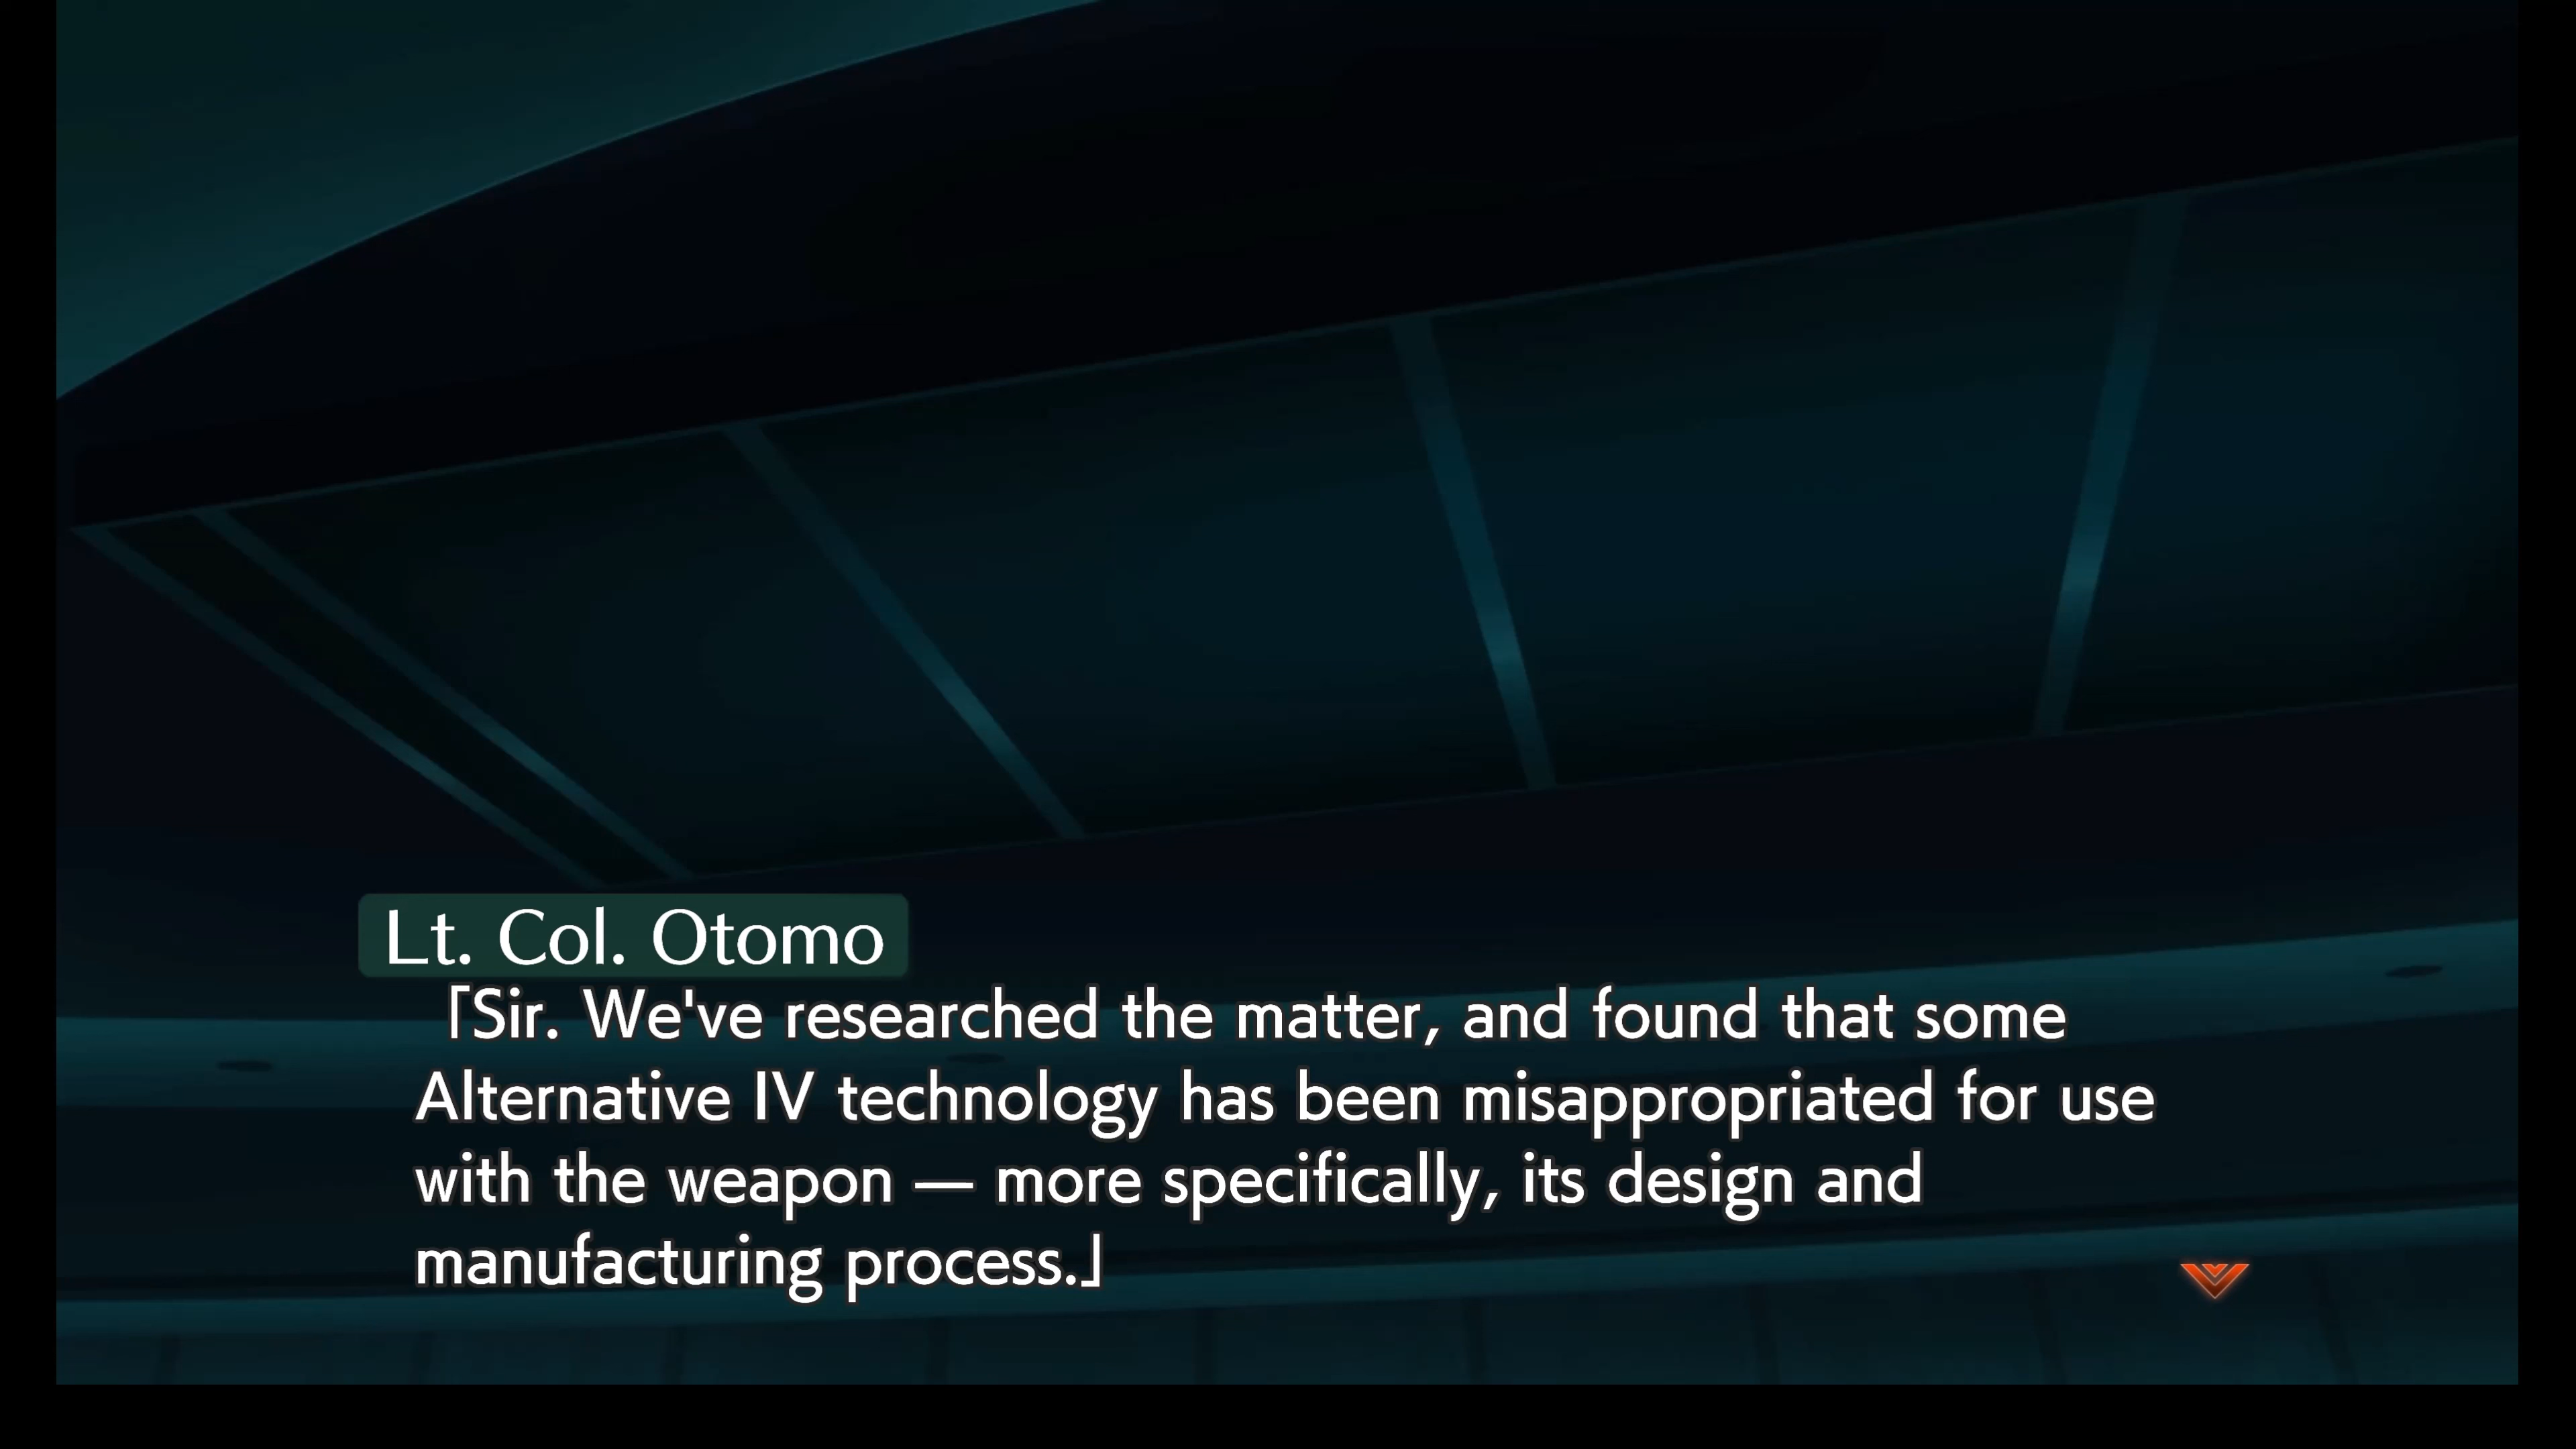 Lt. Col. Otomo
「Sir. We've researched the matter, and found that some
Alternative IV technology has been misappropriated for use
with the weapon — more specifically, its design and
manufacturing process.」